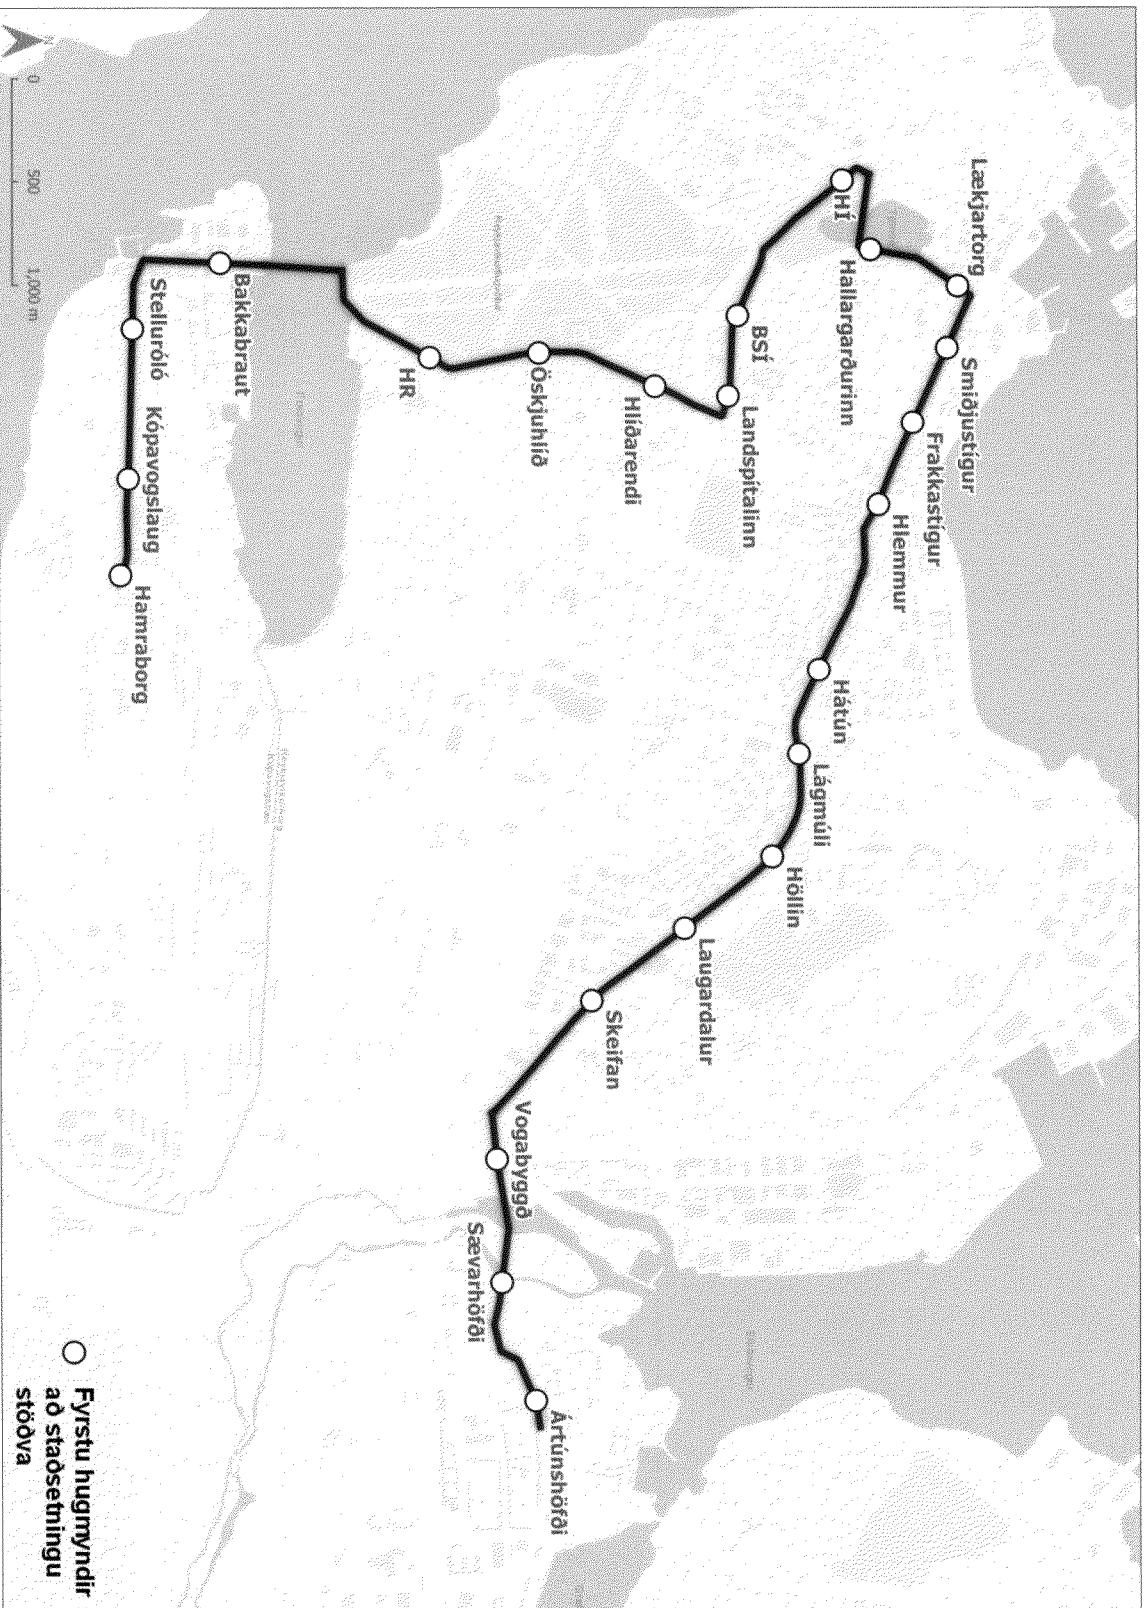 Lækjartorg
Smiðjustígur
Frakkastígur
Hlemmur
HÍ
Hallargarðurinn
Hátún
Lágmúli
Höllin
BSÍ
Landspítalinn
Laugardalur
Hlíðarendi
Skeifan
Öskjuhlíð
Vogabyggð
Sævarhöfði
Ártúnshöfði
HR
Bakkabraut
Stelluróló
Kópavogslaug
Hamraborg
N
0
500
1,000 m
Fyrstu hugmyndir
að staðsetningu
stöðva